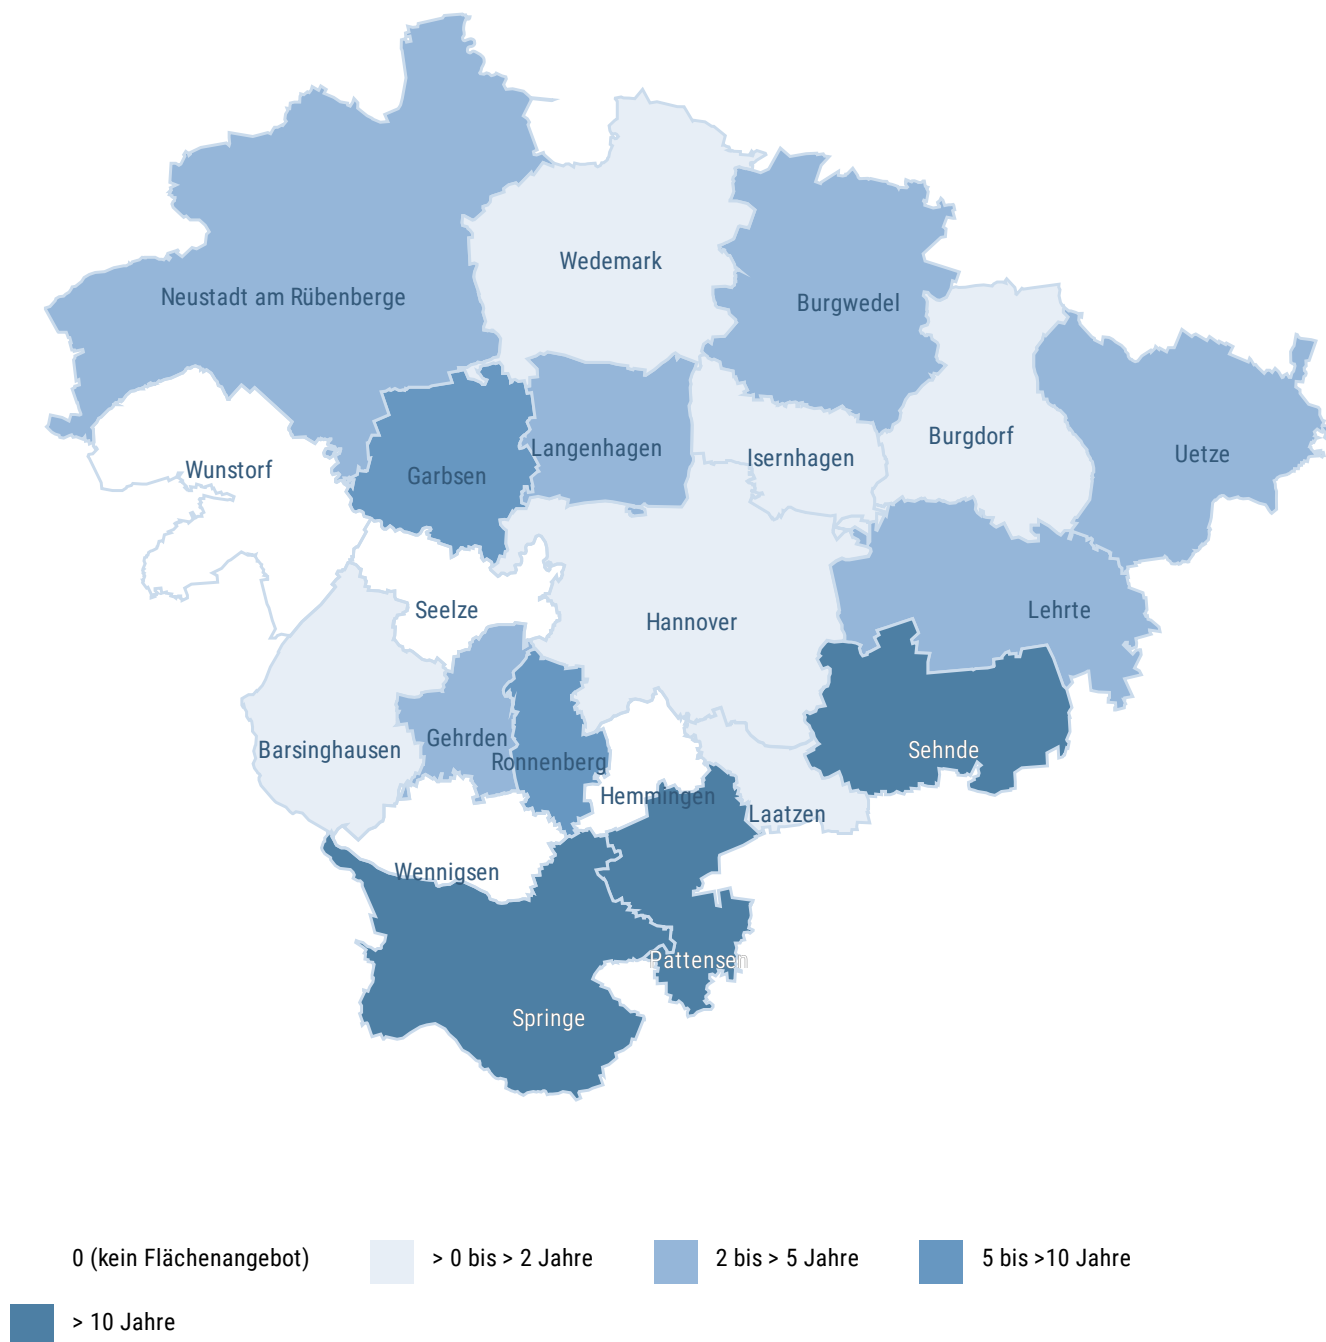 Wedemark
Neustadt am Rübenberge
Burgwedel
Burgdorf
Langenhagen
Isernhagen
Uetze
Wunstorf
Garbsen
Seelze
Hannover
Lehrte
Gehrden
Barsinghausen
Sehnde
Ronnenberg
Hemmingen
Laatzen
Wennigsen
Pattensen
Springe
0 (kein Flächenangebot)
> 0 bis > 2 Jahre
2 bis > 5 Jahre
5 bis >10 Jahre
> 10 Jahre